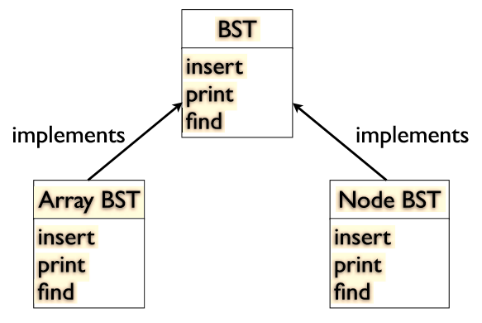 BST
insert
print
find
implements
implements
Array BST
insert
print
find
Node BST
insert
print
find